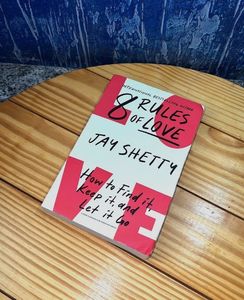 INTERNATIONAL BESTSELLING AUTHOR
8 RULES
OF LOVE
JAY SHETTY
How to Find it,
Keep it, and
Let it Go